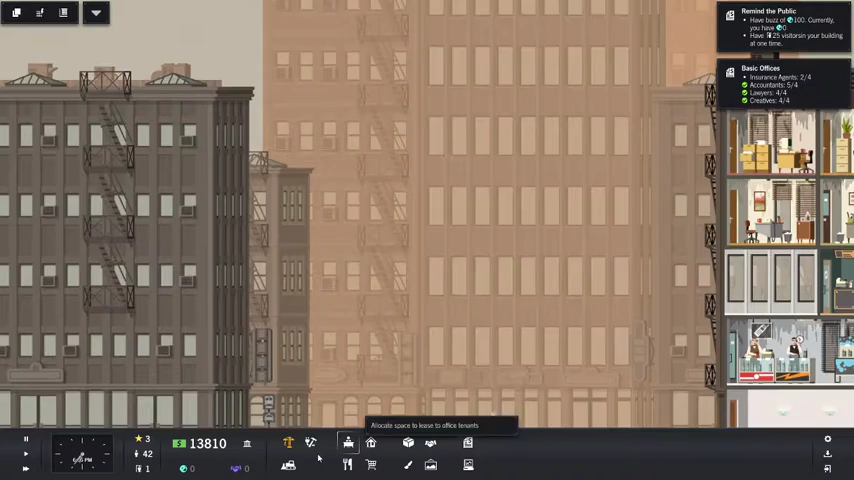 Remind the Public
Have buzz of 100. Currently,
you have 0
Have 25 visitorsin your building
at one time.
Basic Offices
Insurance Agents: 2/4
Accountants: 5/4
Lawyers: 4/4
Creatives: 4/4
Allocate space to lease to office tenants
3
$ 13810
42
1
0
0